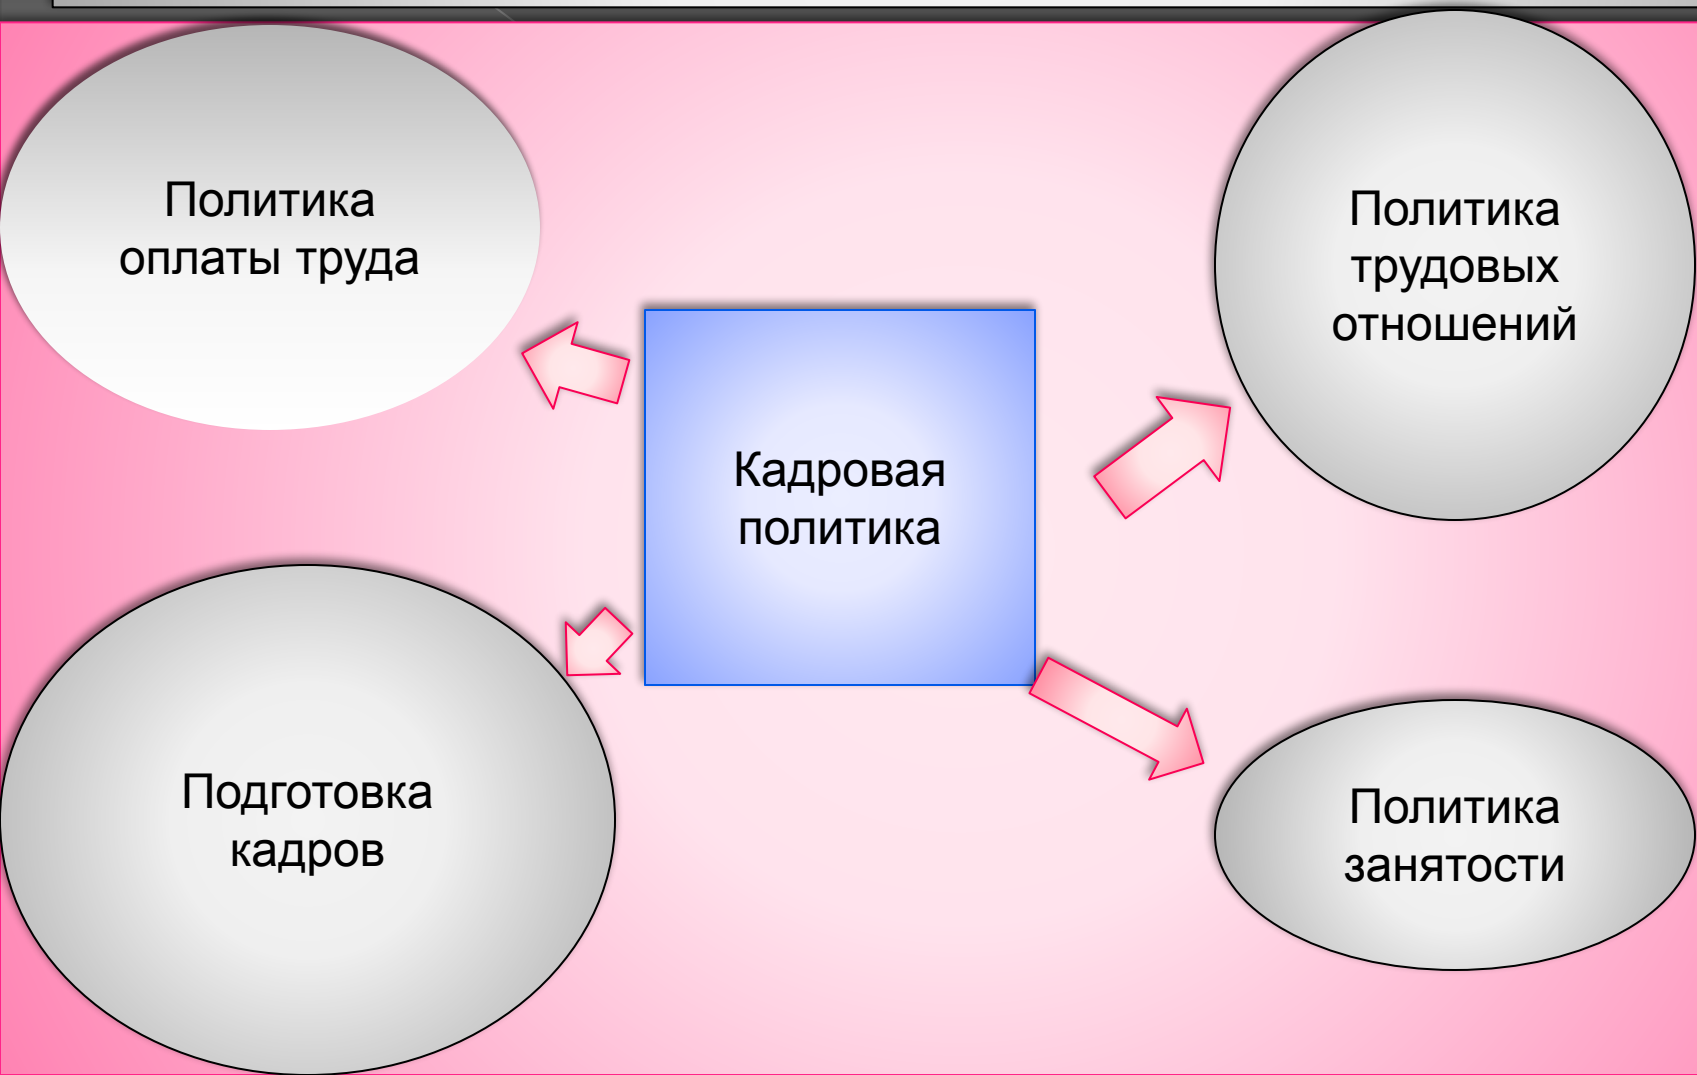 Политика
оплаты труда
Политика
трудовых
отношений
Кадровая
политика
Подготовка
кадров
Политика
занятости